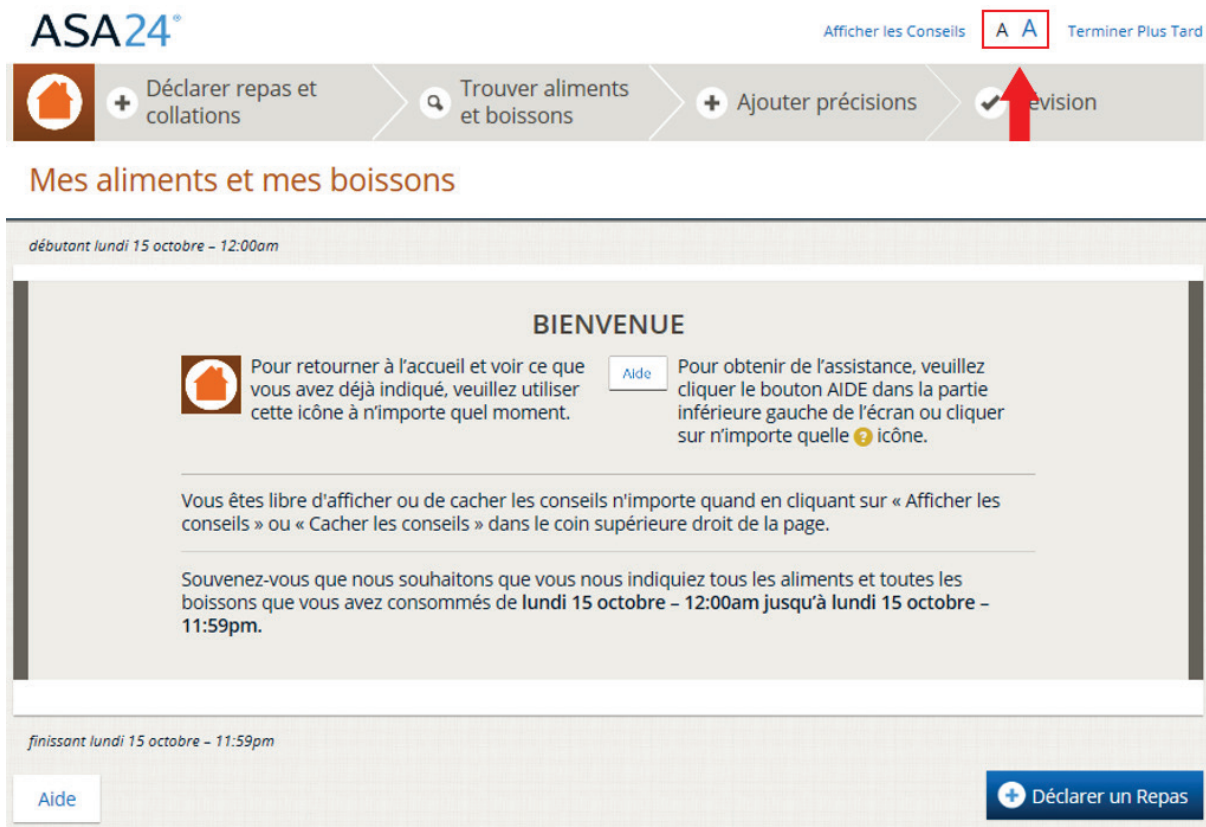 ASA24®
Afficher les Conseils A A Terminer Plus Tard
Déclarer repas et
collations
Trouver aliments
et boissons
Ajouter précisions
évision
Mes aliments et mes boissons
débutant lundi 15 octobre – 12:00am
BIENVENUE
Pour retourner à l'accueil et voir ce que
vous avez déjà indiqué, veuillez utiliser
cette icône à n'importe quel moment.
Aide
Pour obtenir de l'assistance, veuillez
cliquer le bouton AIDE dans la partie
inférieure gauche de l'écran ou cliquer
sur n'importe quelle ? icône.
Vous êtes libre d'afficher ou de cacher les conseils n'importe quand en cliquant sur « Afficher les
conseils » ou « Cacher les conseils » dans le coin supérieure droit de la page.
Souvenez-vous que nous souhaitons que vous nous indiquiez tous les aliments et toutes les
boissons que vous avez consommés de lundi 15 octobre – 12:00am jusqu'à lundi 15 octobre –
11:59pm.
finissant lundi 15 octobre – 11:59pm
Aide
Déclarer un Repas